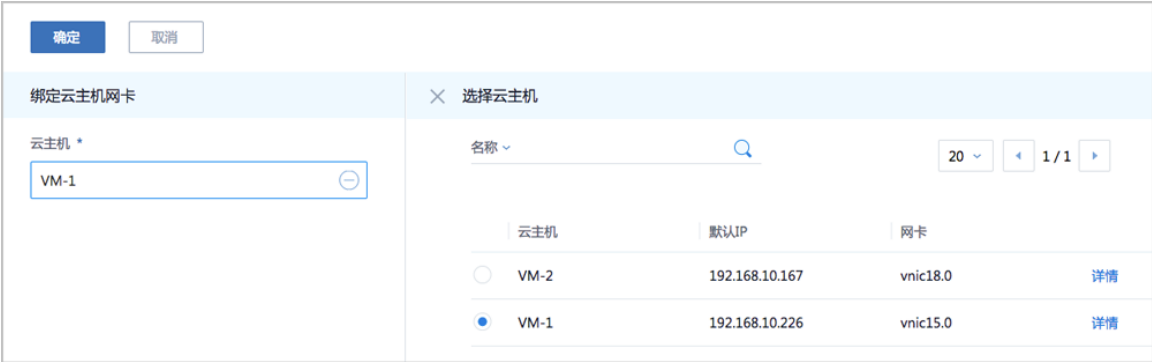 确定 取消
绑定云主机网卡 选择云主机
云主机 * 名称
VM-1 20 1 / 1
云主机 默认IP 网卡
VM-2 192.168.10.167 vnic18.0 详情
VM-1 192.168.10.226 vnic15.0 详情